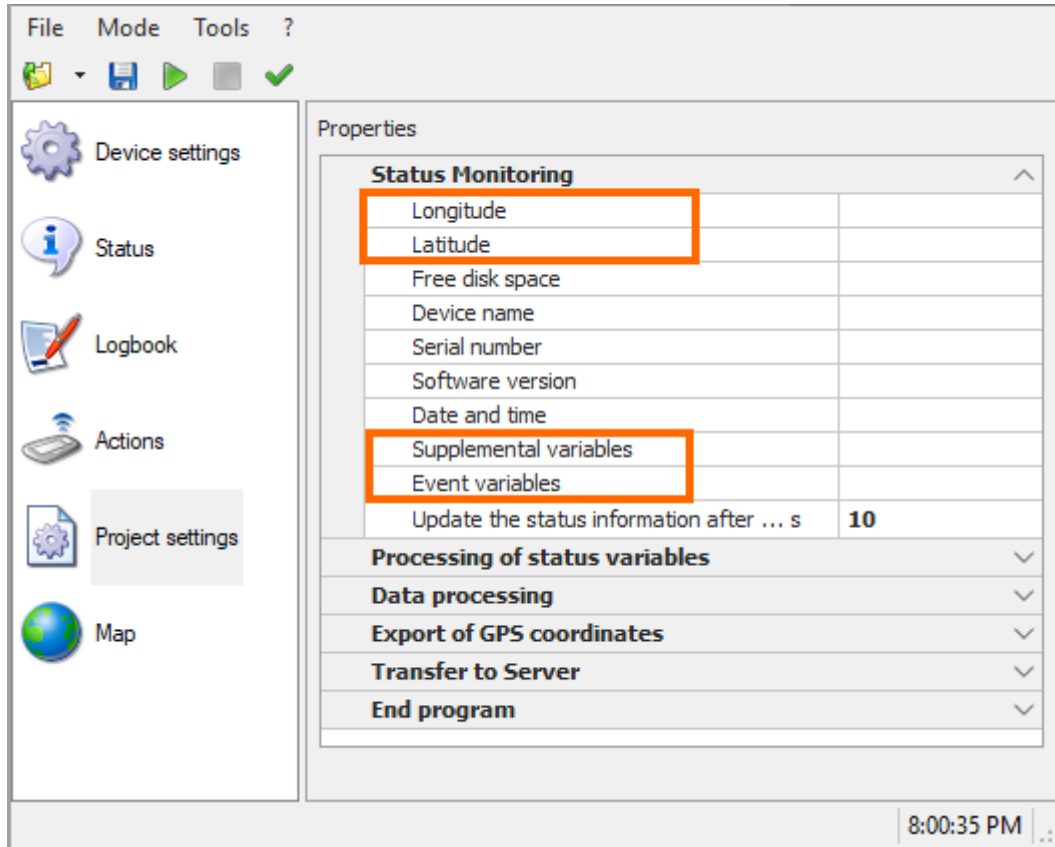 File Mode Tools ?
Device settings
Status
Logbook
Actions
Project settings
Map
Properties
Status Monitoring
Longitude
Latitude
Free disk space
Device name
Serial number
Software version
Date and time
Supplemental variables
Event variables
Update the status information after ... s 10
Processing of status variables
Data processing
Export of GPS coordinates
Transfer to Server
End program
8:00:35 PM